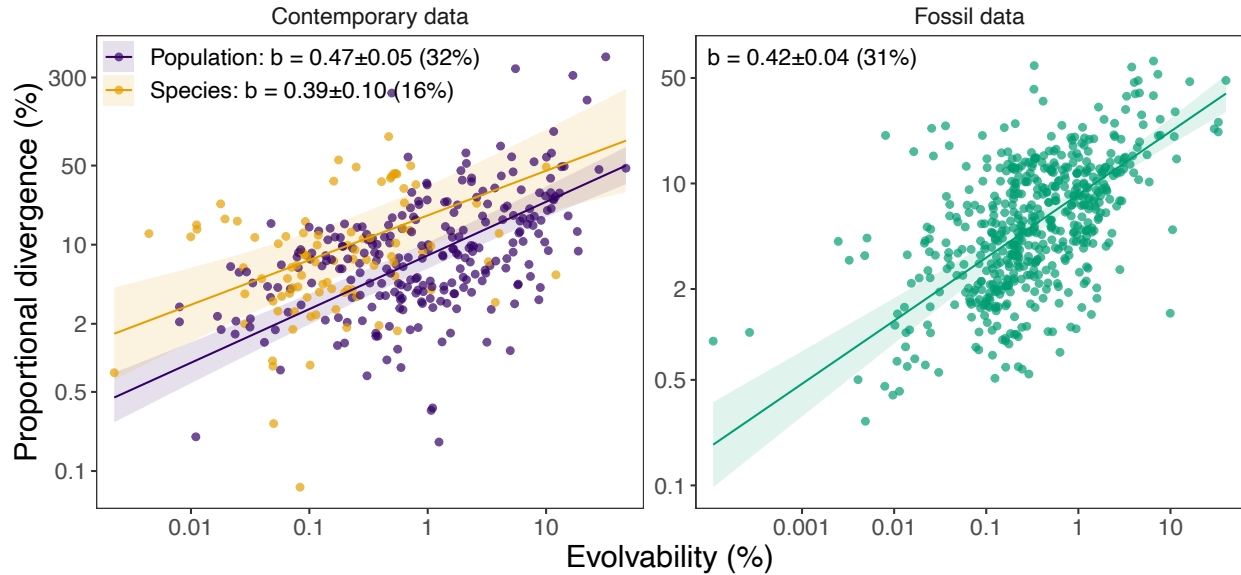 Contemporary data
Fossil data
Population: b = 0.47±0.05 (32%)
Species: b = 0.39±0.10 (16%)
b = 0.42±0.04 (31%)
Proportional divergence (%)
300
50
10
2
0.5
0.1
50
10
2
0.5
0.1
0.01
0.1
1
10
0.001
0.01
0.1
1
10
Evolvability (%)